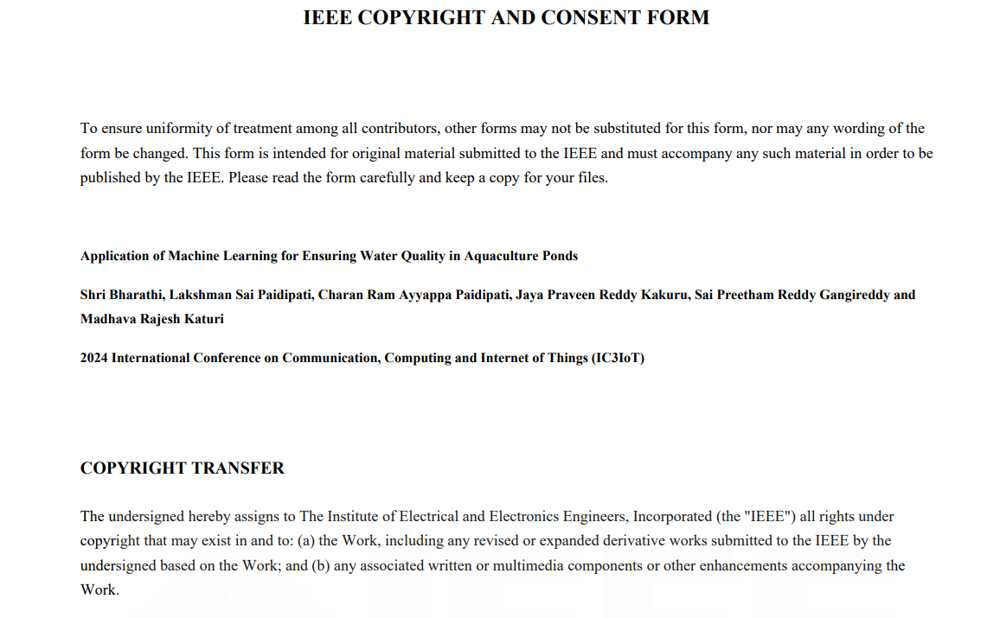 IEEE COPYRIGHT AND CONSENT FORM
To ensure uniformity of treatment among all contributors, other forms may not be substituted for this form, nor may any wording of the
form be changed. This form is intended for original material submitted to the IEEE and must accompany any such material in order to be
published by the IEEE. Please read the form carefully and keep a copy for your files.
Application of Machine Learning for Ensuring Water Quality in Aquaculture Ponds
Shri Bharathi, Lakshman Sai Paidipati, Charan Ram Ayyappa Paidipati, Jaya Praveen Reddy Kakuru, Sai Preetham Reddy Gangireddy and
Madhava Rajesh Katuri
2024 International Conference on Communication, Computing and Internet of Things (IC3IoT)
COPYRIGHT TRANSFER
The undersigned hereby assigns to The Institute of Electrical and Electronics Engineers, Incorporated (the "IEEE") all rights under
copyright that may exist in and to: (a) the Work, including any revised or expanded derivative works submitted to the IEEE by the
undersigned based on the Work; and (b) any associated written or multimedia components or other enhancements accompanying the
Work.